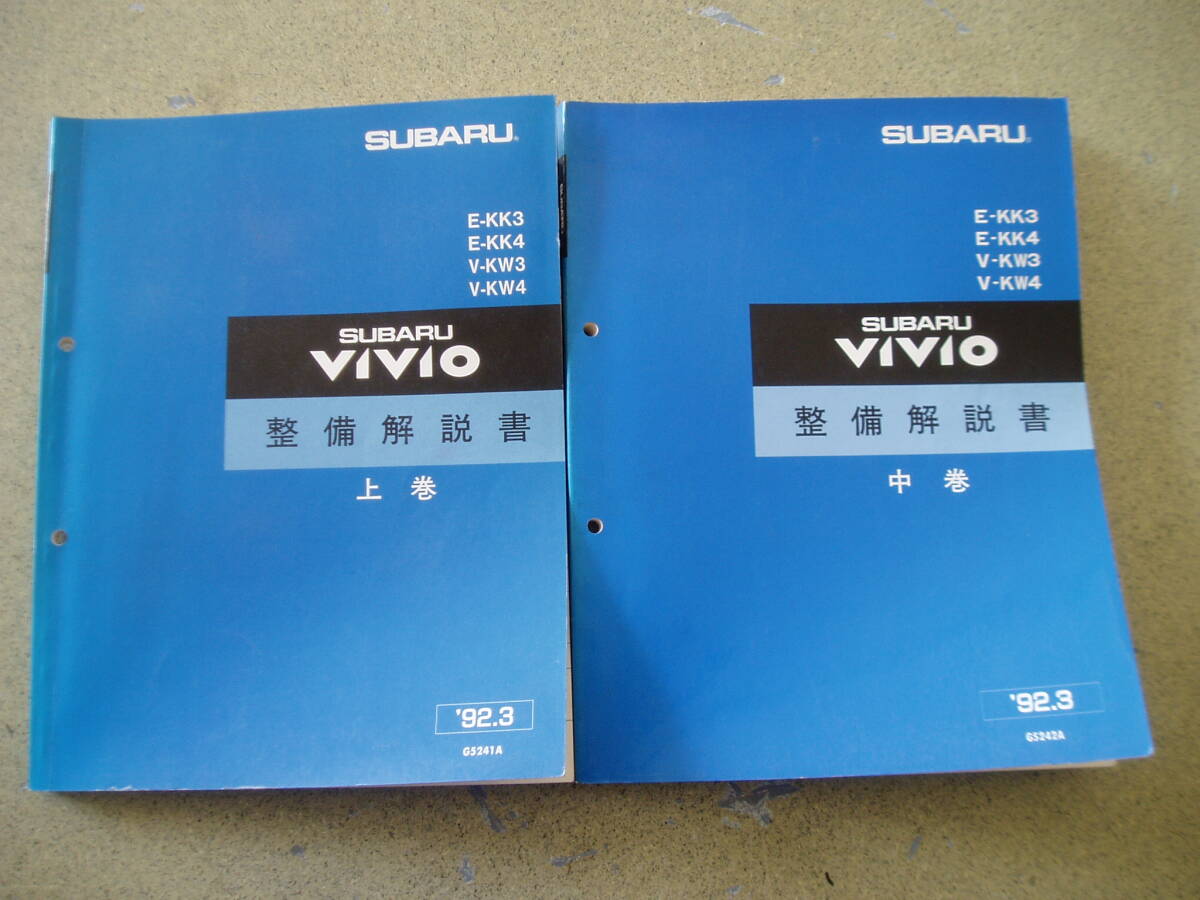 SUBARU
E-KK3
E-KK4
V-KW3
V-KW4
SUBARU
VIVIO
整備解説書
上巻
'92.3
G5241A
SUBARU
E-KK3
E-KK4
V-KW3
V-KW4
SUBARU
VIVIO
整備解説書
中巻
'92.3
G5242A